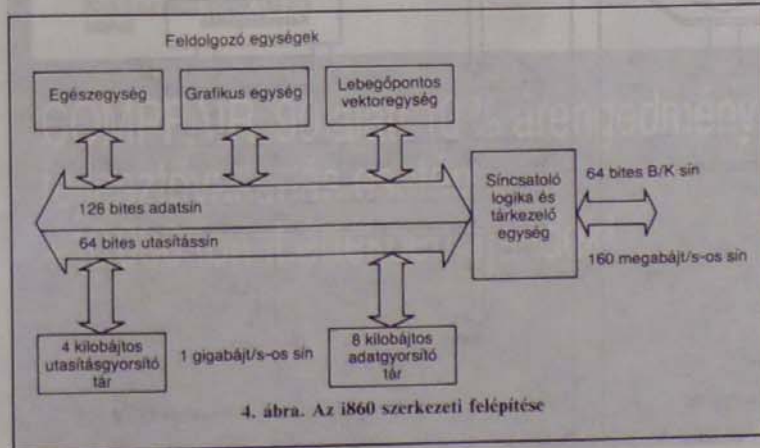 Feldolgozó egységek
Egészegység
Grafikus egység
Lebegőpontos
vektoregység
128 bites adatsín
64 bites utasítássín
Síncsatoló
logika és
tárkezelő
egység
64 bites B/K sín
160 megabájt/s-os sín
4 kilobájtos
utasításgyorsító
tár
1 gigabájt/s-os sín
8 kilobájtos
adatgyorsító
tár
4. ábra. Az i860 szerkezeti felépítése